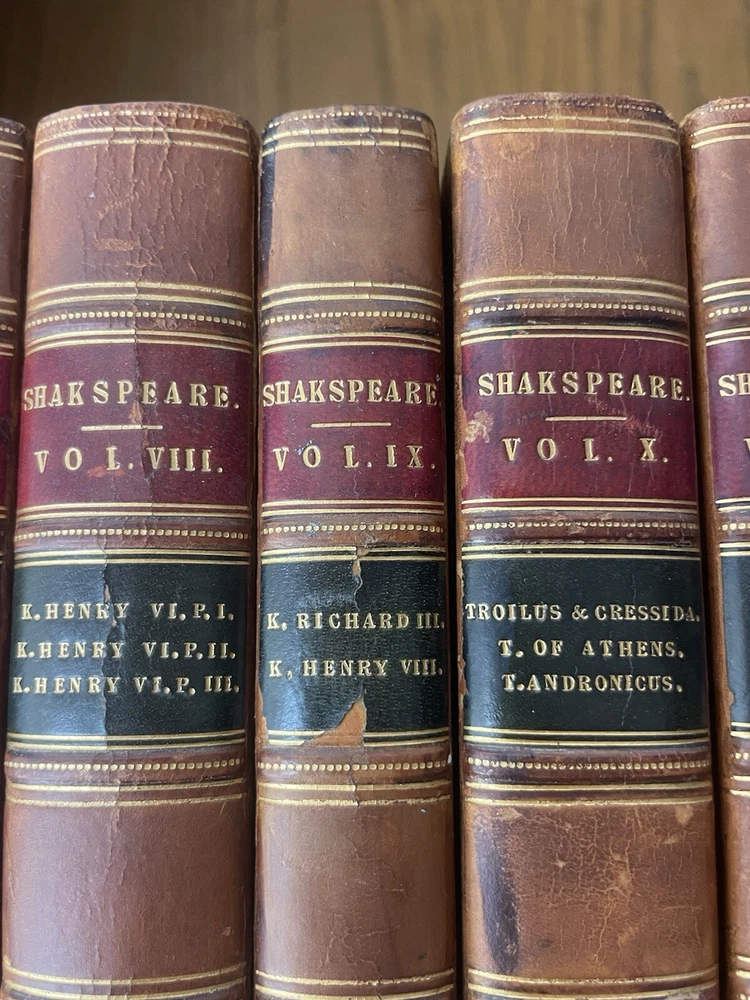 SHAKSPEARE.
VOL. VIII.
K. HENRY VI. P. I.
K. HENRY VI. P. II.
K. HENRY VI. P. III.
SHAKSPEARE.
VOL. IX.
K. RICHARD III.
K. HENRY VIII.
SHAKSPEARE.
VOL. X.
TROILUS & CRESSIDA.
T. OF ATHENS.
T. ANDRONICUS.
SH